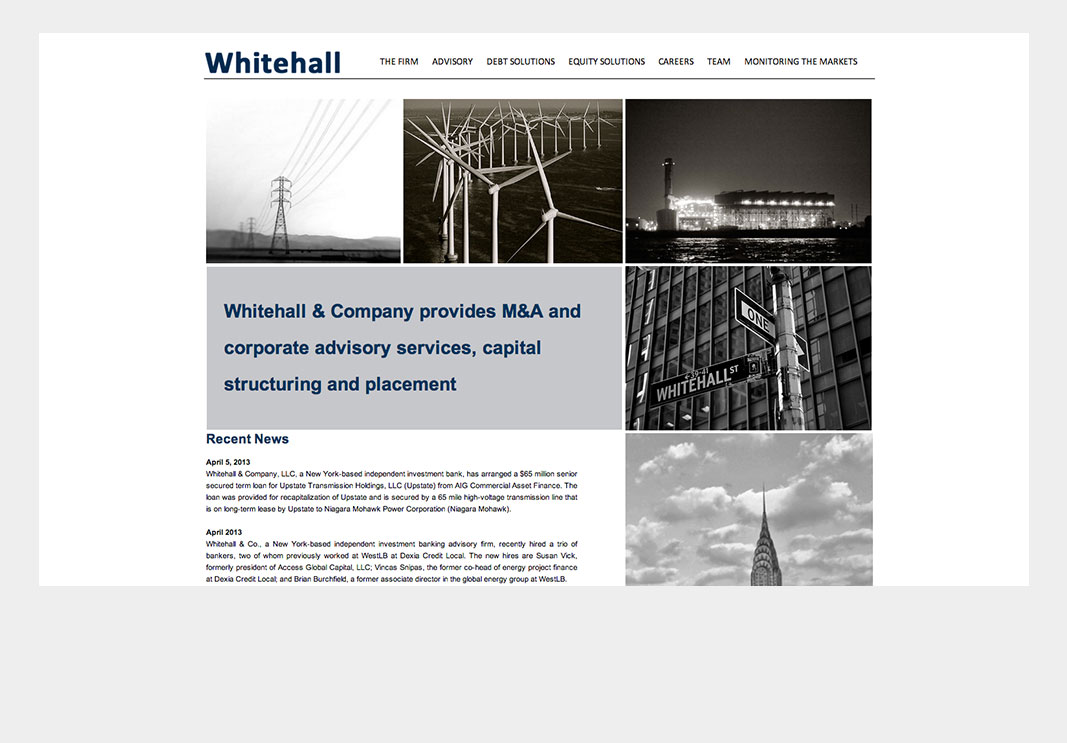 Whitehall
THE FIRM ADVISORY DEBT SOLUTIONS EQUITY SOLUTIONS CAREERS TEAM MONITORING THE MARKETS
Whitehall & Company provides M&A and
corporate advisory services, capital
structuring and placement
ONE
WHITEHALL ST
Recent News
April 5, 2013
Whitehall & Company, LLC, a New York-based independent investment bank, has arranged a $65 million senior
secured term loan for Upstate Transmission Holdings, LLC (Upstate) from AIG Commercial Asset Finance. The
loan was provided for recapitalization of Upstate and is secured by a 65 mile high-voltage transmission line that
is on long-term lease by Upstate to Niagara Mohawk Power Corporation (Niagara Mohawk).
April 2013
Whitehall & Co., a New York-based independent investment banking advisory firm, recently hired a trio of
bankers, two of whom previously worked at WestLB at Dexia Credit Local. The new hires are Susan Vick,
formerly president of Access Global Capital, LLC; Vincas Snipas, the former co-head of energy project finance
at Dexia Credit Local; and Brian Burchfield, a former associate director in the global energy group at WestLB.